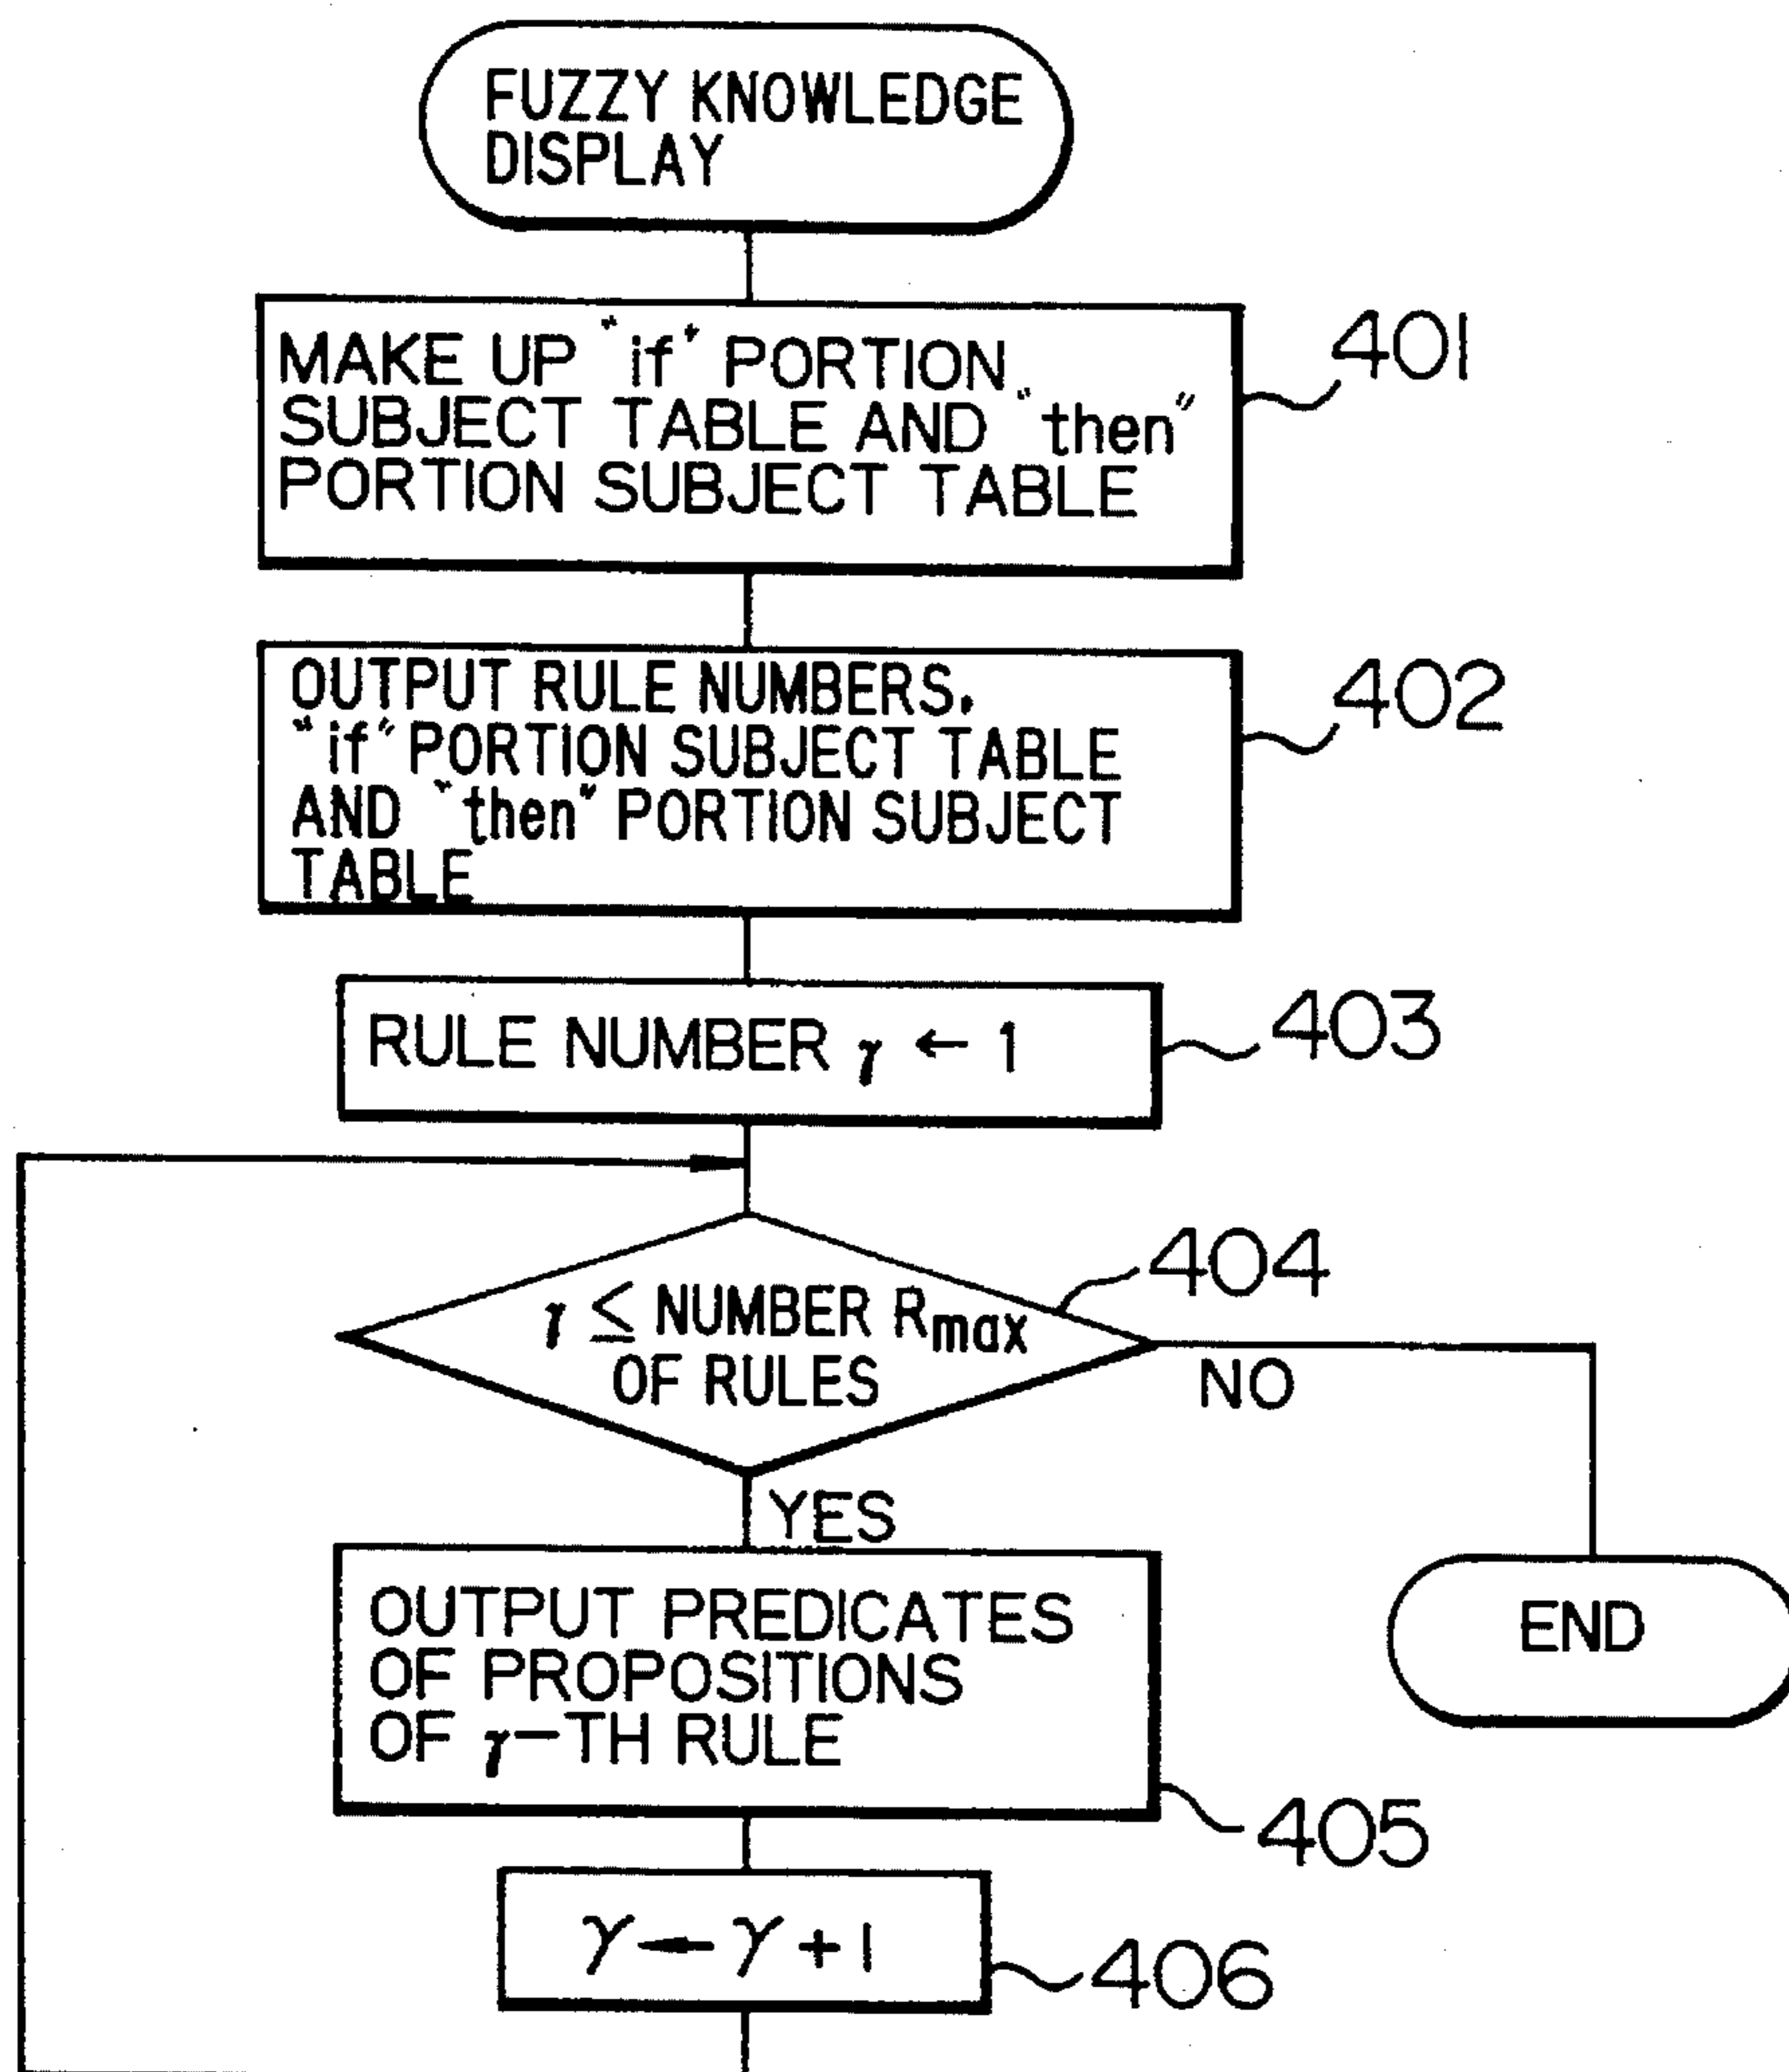 FUZZY KNOWLEDGE
DISPLAY
MAKE UP "if" PORTION
SUBJECT TABLE AND "then"
PORTION SUBJECT TABLE
401
OUTPUT RULE NUMBERS,
"if" PORTION SUBJECT TABLE
AND "then" PORTION SUBJECT
TABLE
402
RULE NUMBER γ ← 1
403
γ ≤ NUMBER Rmax
OF RULES
404
NO
YES
END
OUTPUT PREDICATES
OF PROPOSITIONS
OF γ-TH RULE
405
γ ← γ + 1
406